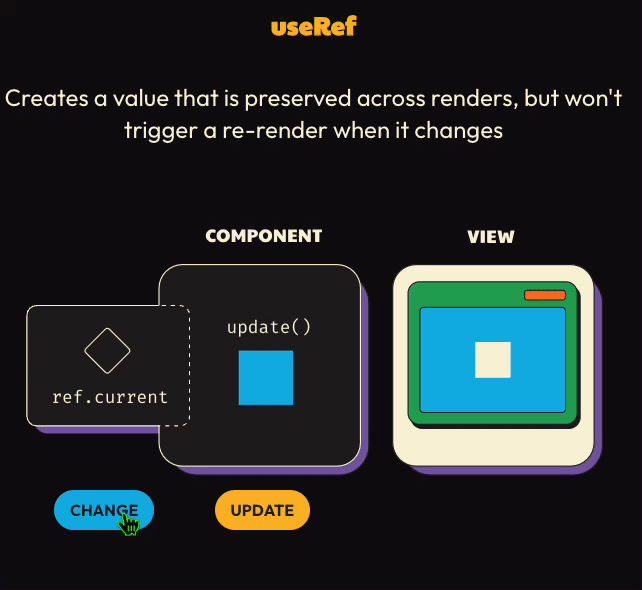 useRef
Creates a value that is preserved across renders, but won't
trigger a re-render when it changes
COMPONENT
VIEW
update()
ref.current
CHANGE
UPDATE